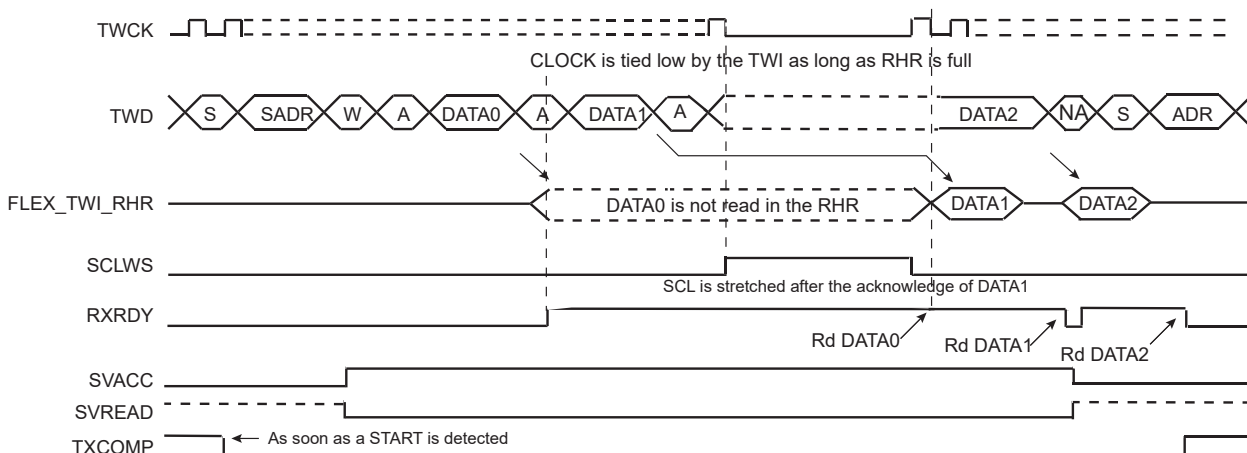 TWCK
CLOCK is tied low by the TWI as long as RHR is full
TWD S SADR W A DATA0 A DATA1 A DATA2 NA S ADR
FLEX_TWI_RHR DATA0 is not read in the RHR DATA1 DATA2
SCLWS
SCL is stretched after the acknowledge of DATA1
RXRDY
Rd DATA0 Rd DATA1 Rd DATA2
SVACC
SVREAD
TXCOMP As soon as a START is detected